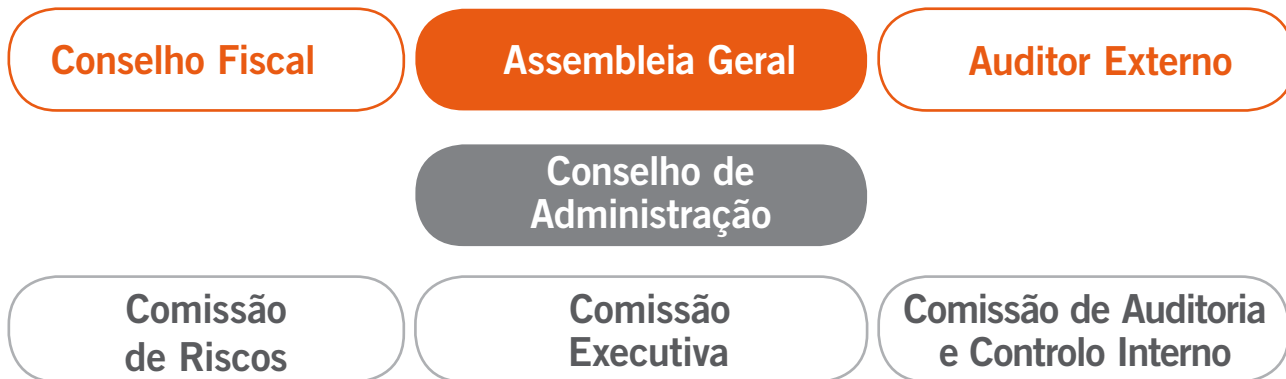 Conselho Fiscal
Assembleia Geral
Auditor Externo
Conselho de
Administração
Comissão
de Riscos
Comissão
Executiva
Comissão de Auditoria
e Controlo Interno